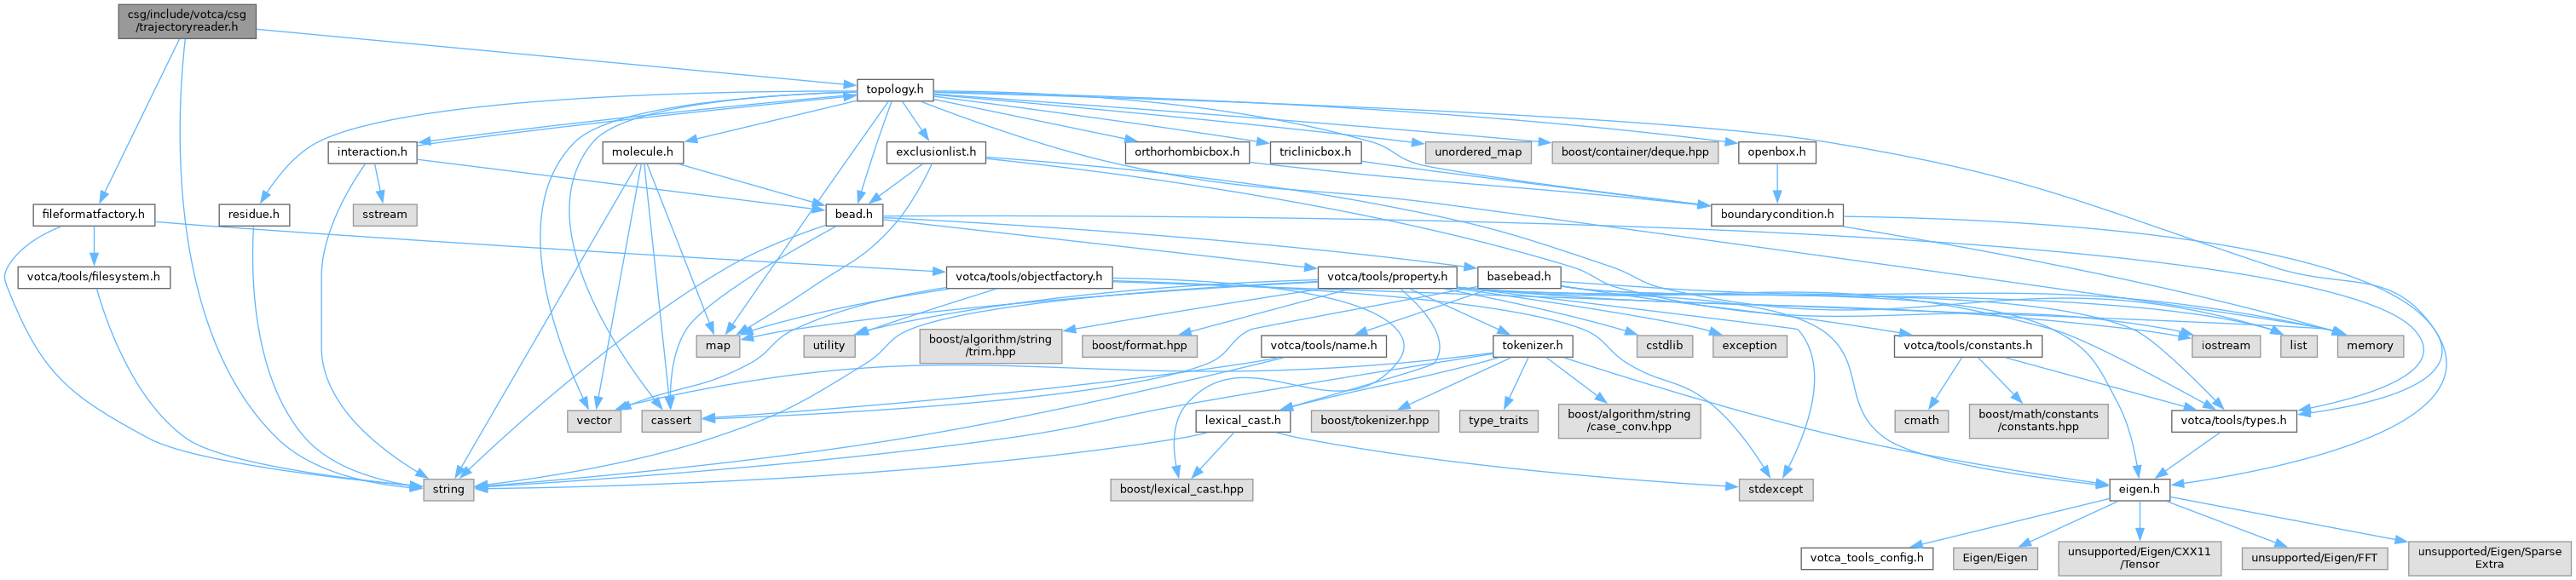 csg/include/votca/csg
/trajectoryreader.h
topology.h
interaction.h
molecule.h
exclusionlist.h
orthorhombicbox.h
triclinicbox.h
unordered_map
boost/container/deque.hpp
openbox.h
fileformatfactory.h
residue.h
sstream
bead.h
boundarycondition.h
votca/tools/filesystem.h
votca/tools/objectfactory.h
votca/tools/property.h
basebead.h
map
utility
boost/algorithm/string
/trim.hpp
boost/format.hpp
votca/tools/name.h
tokenizer.h
cstdlib
exception
votca/tools/constants.h
iostream
list
memory
vector
cassert
lexical_cast.h
boost/tokenizer.hpp
type_traits
boost/algorithm/string
/case_conv.hpp
cmath
boost/math/constants
/constants.hpp
votca/tools/types.h
string
boost/lexical_cast.hpp
stdexcept
eigen.h
votca_tools_config.h
Eigen/Eigen
unsupported/Eigen/CXX11
/Tensor
unsupported/Eigen/FFT
unsupported/Eigen/Sparse
Extra